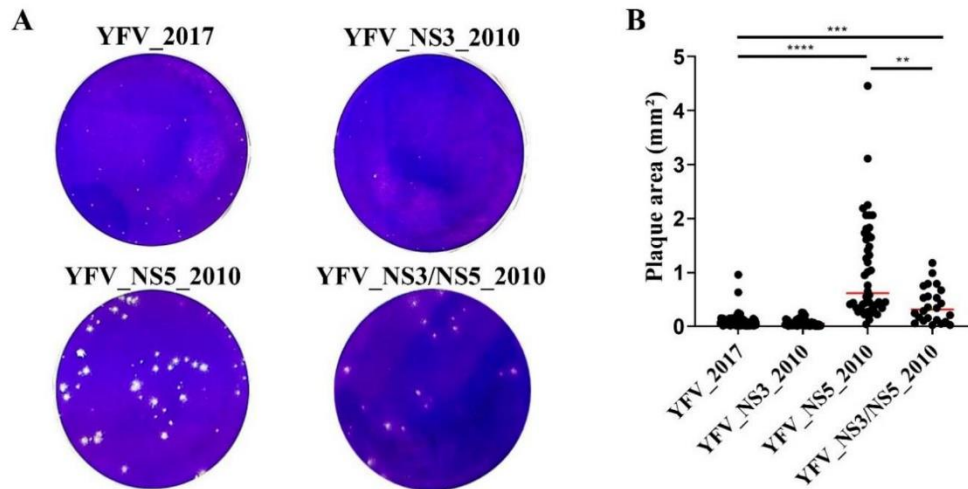 A
YFV_2017
YFV_NS3_2010
YFV_NS5_2010
YFV_NS3/NS5_2010
B
***
****
**
Plaque area (mm²)
5
4
3
2
1
0
YFV_2017
YFV_NS3_2010
YFV_NS5_2010
YFV_NS3/NS5_2010